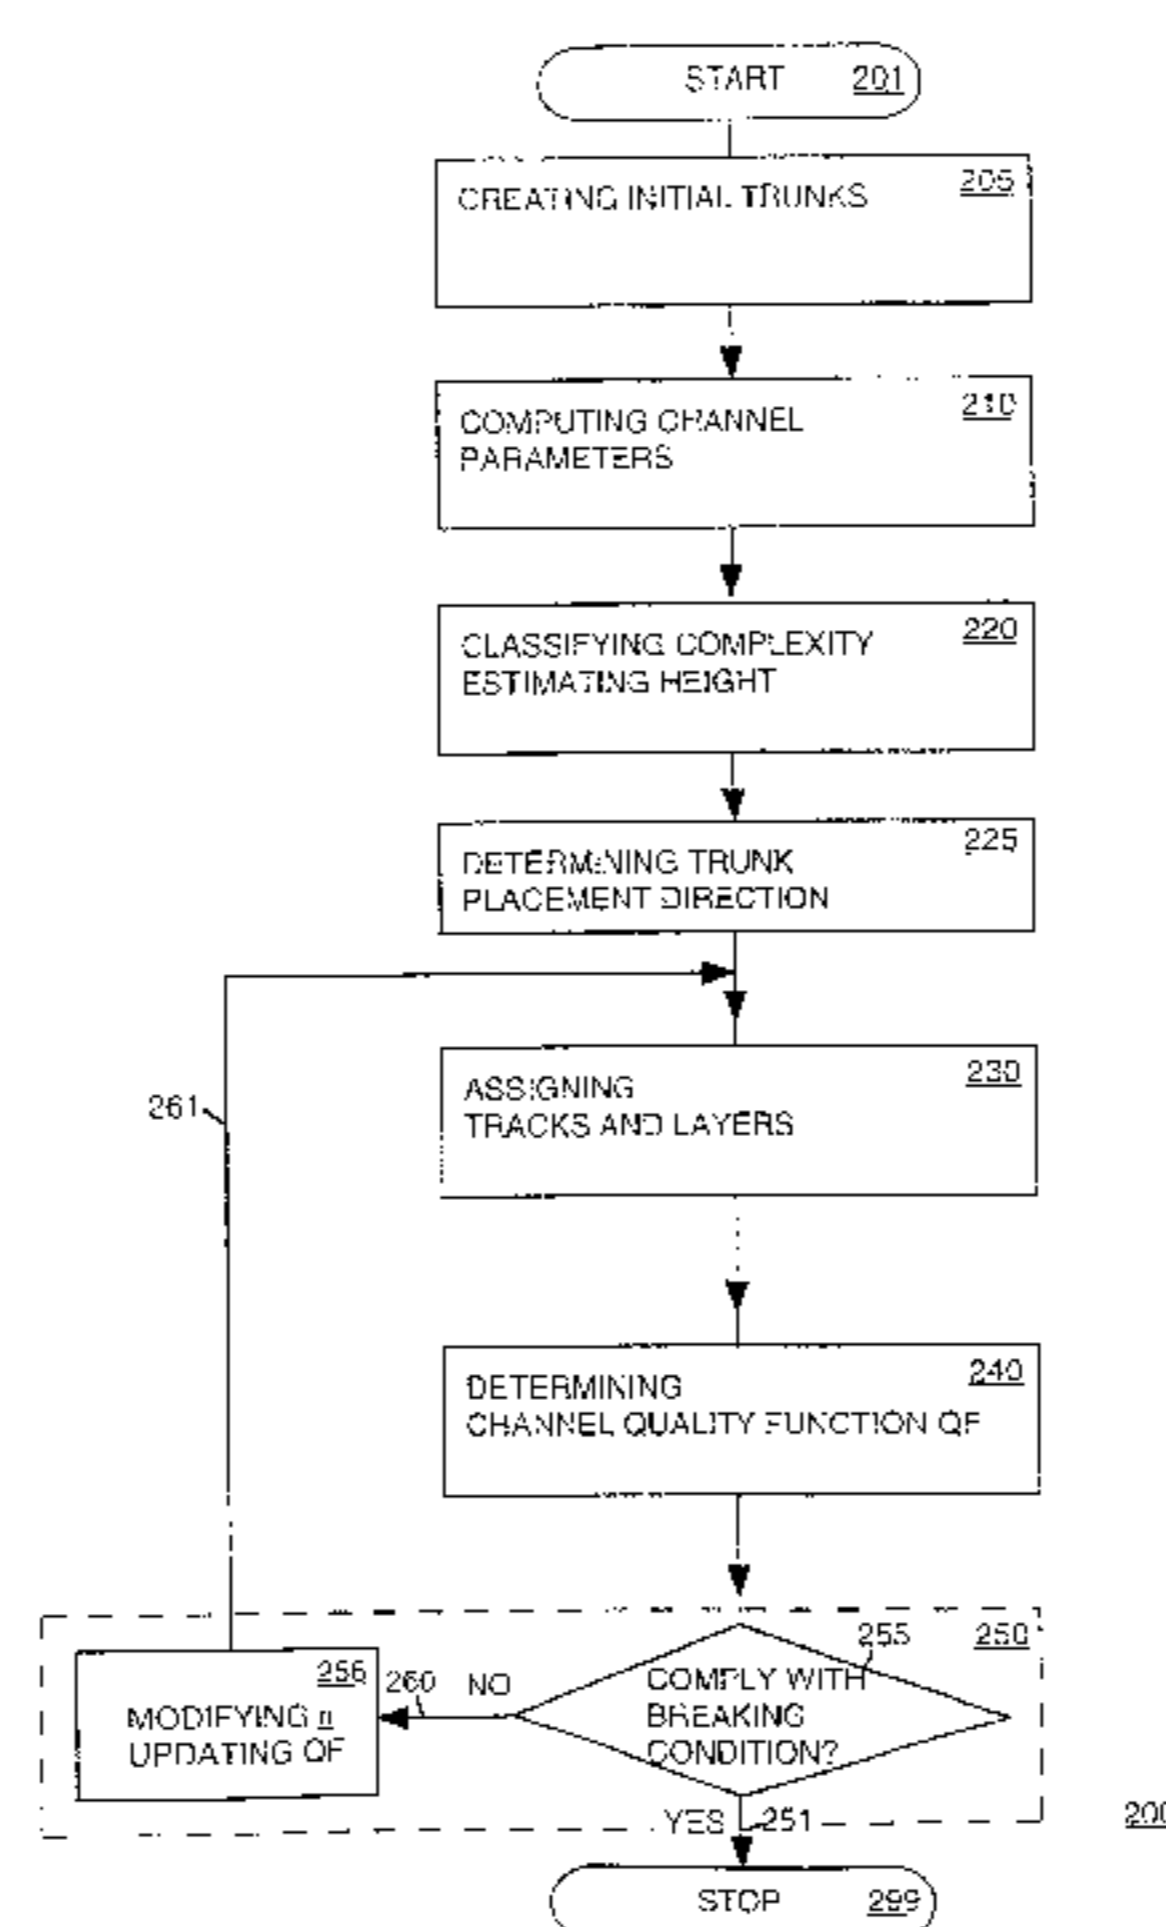 START 201
CREATING INITIAL TRUNKS 205
COMPUTING CHANNEL 210
PARAMETERS
CLASSIFYING COMPLEXITY 220
ESTIMATING HEIGHT
DETERMINING TRUNK 225
PLACEMENT DIRECTION
ASSIGNING 230
TRACKS AND LAYERS
261
DETERMINING 240
CHANNEL QUALITY FUNCTION QF
255 250
COMPLY WITH
BREAKING
CONDITION?
NO
260
256
MODIFYING n
UPDATING QF
YES 251
200
STOP 299